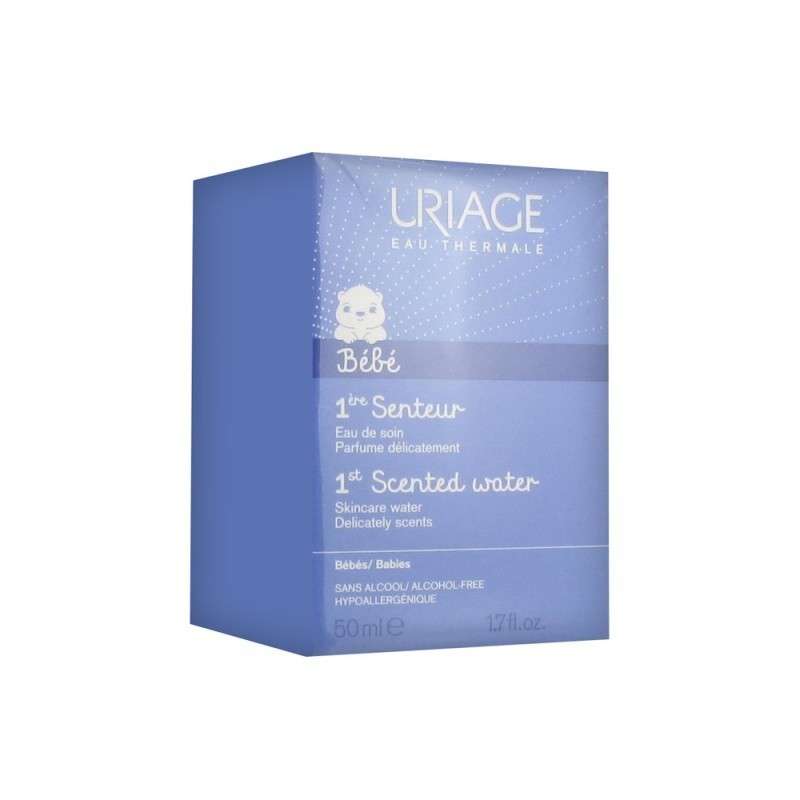 URIAGE
EAU THERMALE
Bébé
1ère Senteur
Eau de soin
Parfume délicatement
1st Scented water
Skincare water
Delicately scents
Bébés/ Babies
SANS ALCOOL/ ALCOHOL-FREE
HYPOALLERGÉNIQUE
50 ml ℮ 1.7 fl.oz.